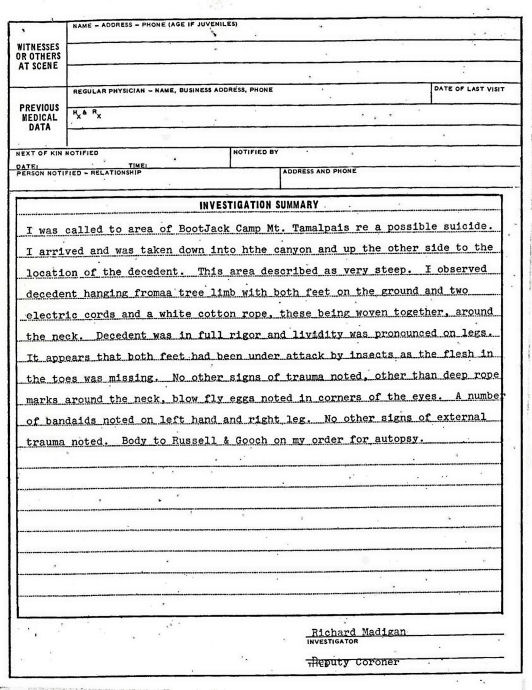 NAME – ADDRESS – PHONE (AGE IF JUVENILES)
WITNESSES
OR OTHERS
AT SCENE
REGULAR PHYSICIAN – NAME, BUSINESS ADDRESS, PHONE
DATE OF LAST VISIT
PREVIOUS
MEDICAL
DATA
Hx & Rx
NEXT OF KIN NOTIFIED
NOTIFIED BY
DATE: TIME:
PERSON NOTIFIED – RELATIONSHIP
ADDRESS AND PHONE
INVESTIGATION SUMMARY
I was called to area of BootJack Camp Mt. Tamalpais re a possible suicide.
I arrived and was taken down into hthe canyon and up the other side to the
location of the decedent. This area described as very steep. I observed
decedent hanging fromaa tree limb with both feet on the ground and two
electric cords and a white cotton rope, these being woven together, around
the neck. Decedent was in full rigor and lividity was pronounced on legs.
It appears that both feet had been under attack by insects as the flesh in
the toes was missing. No other signs of trauma noted, other than deep rope
marks around the neck, blow fly eggs noted in corners of the eyes. A number
of bandaids noted on left hand and right leg. No other signs of external
trauma noted. Body to Russell & Gooch on my order for autopsy.
Richard Madigan
INVESTIGATOR
Deputy Coroner